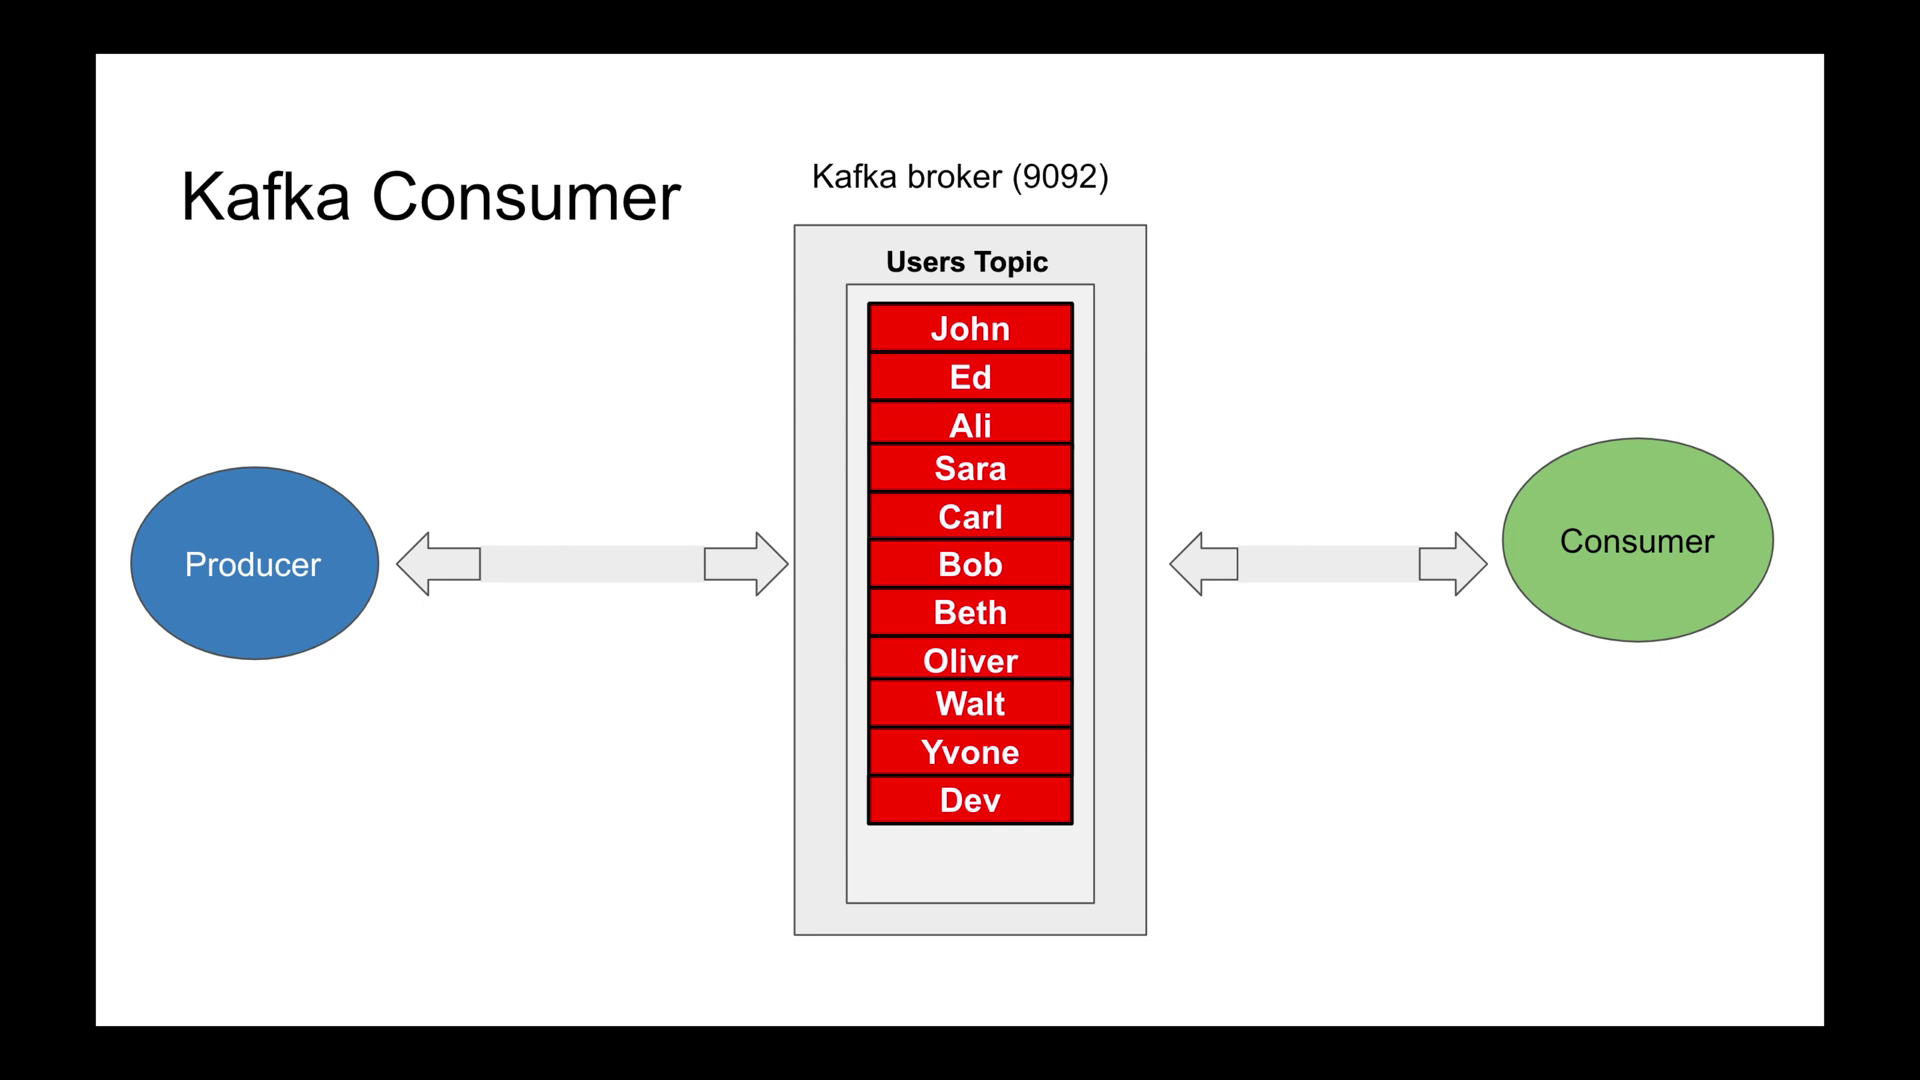 Kafka Consumer
Kafka broker (9092)
Users Topic
John
Ed
Ali
Sara
Carl
Bob
Beth
Oliver
Walt
Yvone
Dev
Producer
Consumer